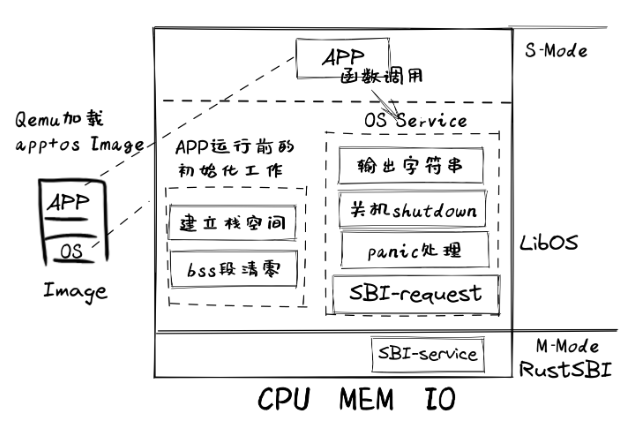 APP
函数调用
S-Mode
Qemu加载
app+os Image
APP
OS
Image
APP运行前的
初始化工作
建立栈空间
bss段清零
OS Service
输出字符串
关机shutdown
panic处理
SBI-request
LibOS
SBI-service
M-Mode
RustSBI
CPU MEM IO